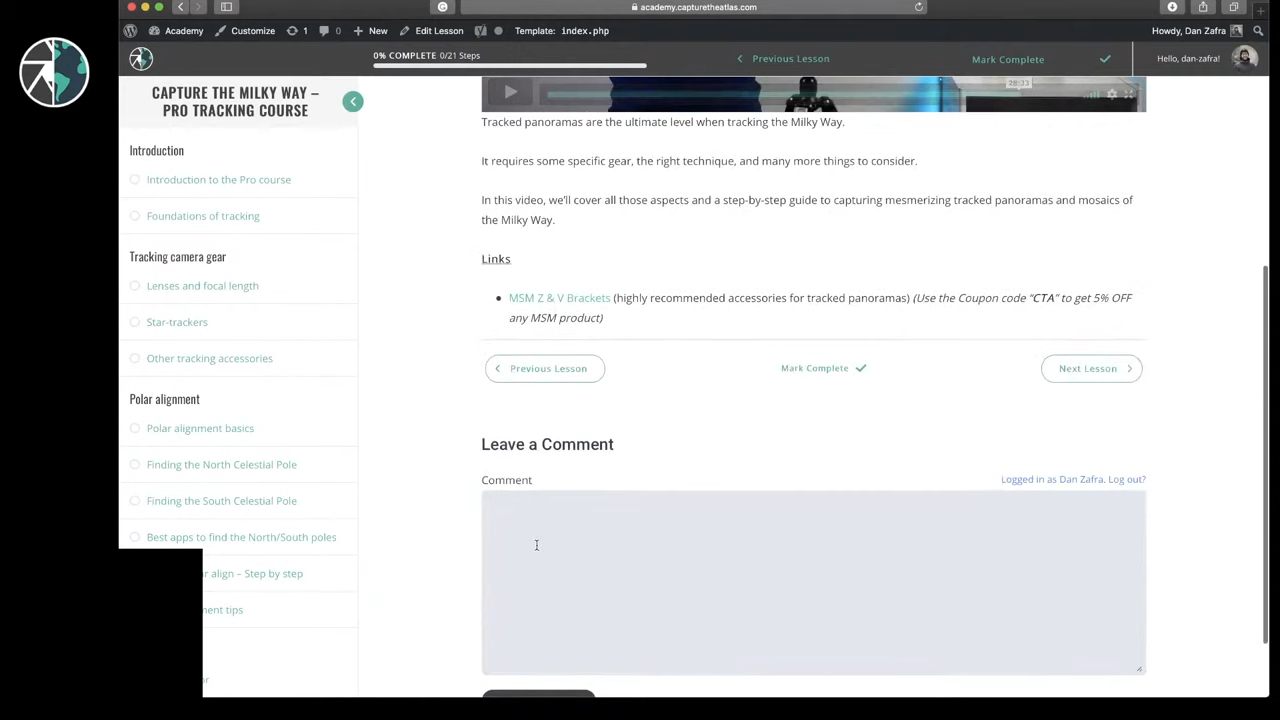 academy.capturetheatlas.com
Academy Customize 1 0 New Edit Lesson Template: index.php Howdy, Dan Zafra
0% COMPLETE 0/21 Steps Previous Lesson Mark Complete Hello, dan-zafra!
CAPTURE THE MILKY WAY –
PRO TRACKING COURSE
Introduction
Introduction to the Pro course
Foundations of tracking
Tracking camera gear
Lenses and focal length
Star-trackers
Other tracking accessories
Polar alignment
Polar alignment basics
Finding the North Celestial Pole
Finding the South Celestial Pole
Best apps to find the North/South poles
align – Step by step
tips
28:33
Tracked panoramas are the ultimate level when tracking the Milky Way.
It requires some specific gear, the right technique, and many more things to consider.
In this video, we'll cover all those aspects and a step-by-step guide to capturing mesmerizing tracked panoramas and mosaics of
the Milky Way.
Links
MSM Z & V Brackets (highly recommended accessories for tracked panoramas) (Use the Coupon code "CTA" to get 5% OFF
any MSM product)
Previous Lesson Mark Complete Next Lesson
Leave a Comment
Comment Logged in as Dan Zafra. Log out?